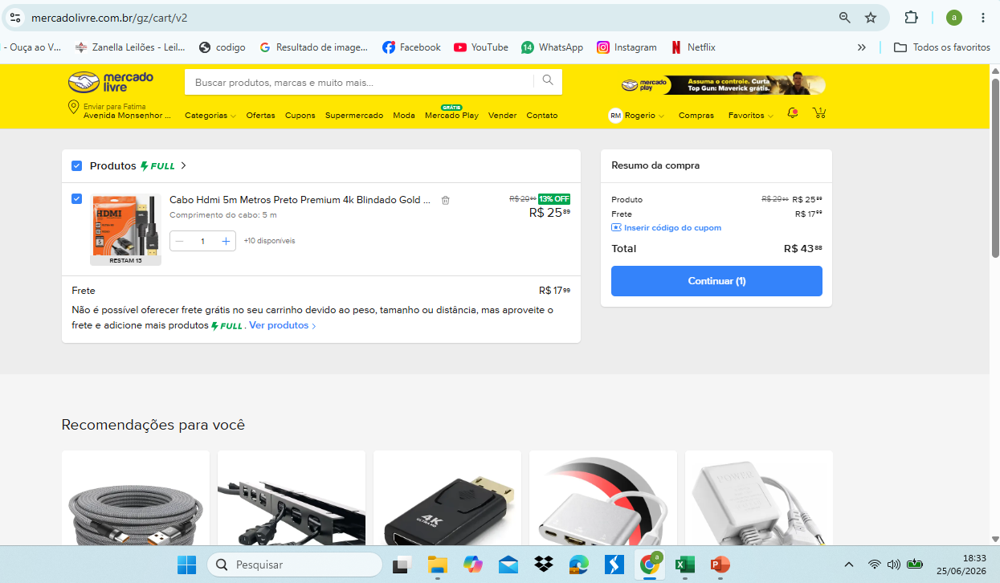 mercadolivre.com.br/gz/cart/v2
a
- Ouça ao V...
Zanella Leilões - Leil...
codigo
Resultado de image...
Facebook
YouTube
14
WhatsApp
Instagram
Netflix
Todos os favoritos
mercado
livre
Buscar produtos, marcas e muito mais...
mercado
play
Assuma o controle. Curta
Top Gun: Maverick grátis.
Enviar para Fatima
Avenida Monsenhor ...
Categorias
Ofertas
Cupons
Supermercado
Moda
GRÁTIS
Mercado Play
Vender
Contato
RM
Rogerio
Compras
Favoritos
1
Produtos FULL
Cabo Hdmi 5m Metros Preto Premium 4k Blindado Gold ...
R$ 29⁹⁹ 13% OFF
Comprimento do cabo: 5 m
R$ 25⁸⁹
HDMI
5
1
+10 disponíveis
RESTAM 13
Frete
R$ 17⁹⁹
Não é possível oferecer frete grátis no seu carrinho devido ao peso, tamanho ou distância, mas aproveite o
frete e adicione mais produtos FULL. Ver produtos
Resumo da compra
Produto
R$ 29⁹⁹ R$ 25⁸⁹
Frete
R$ 17⁹⁹
Inserir código do cupom
Total
R$ 43⁸⁸
Continuar (1)
Recomendações para você
4K
ULTRA HD
POWER
Pesquisar
a
18:33
25/06/2026